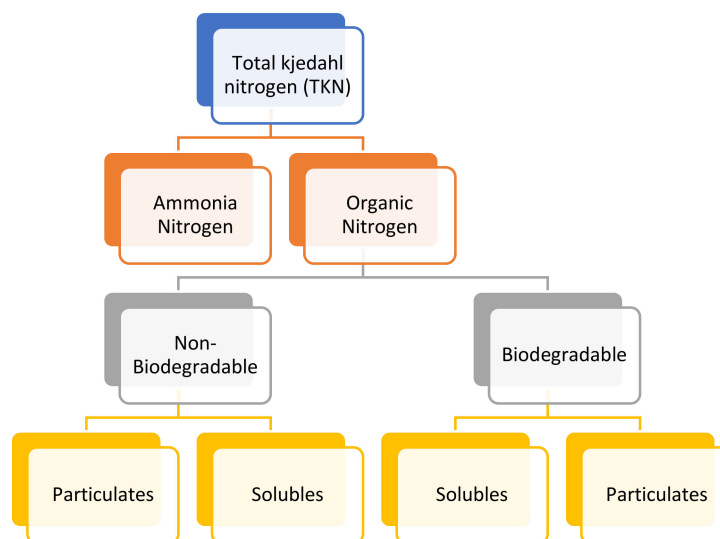 Total kjedahl
nitrogen (TKN)
Ammonia
Nitrogen
Organic
Nitrogen
Non-
Biodegradable
Biodegradable
Particulates
Solubles
Solubles
Particulates